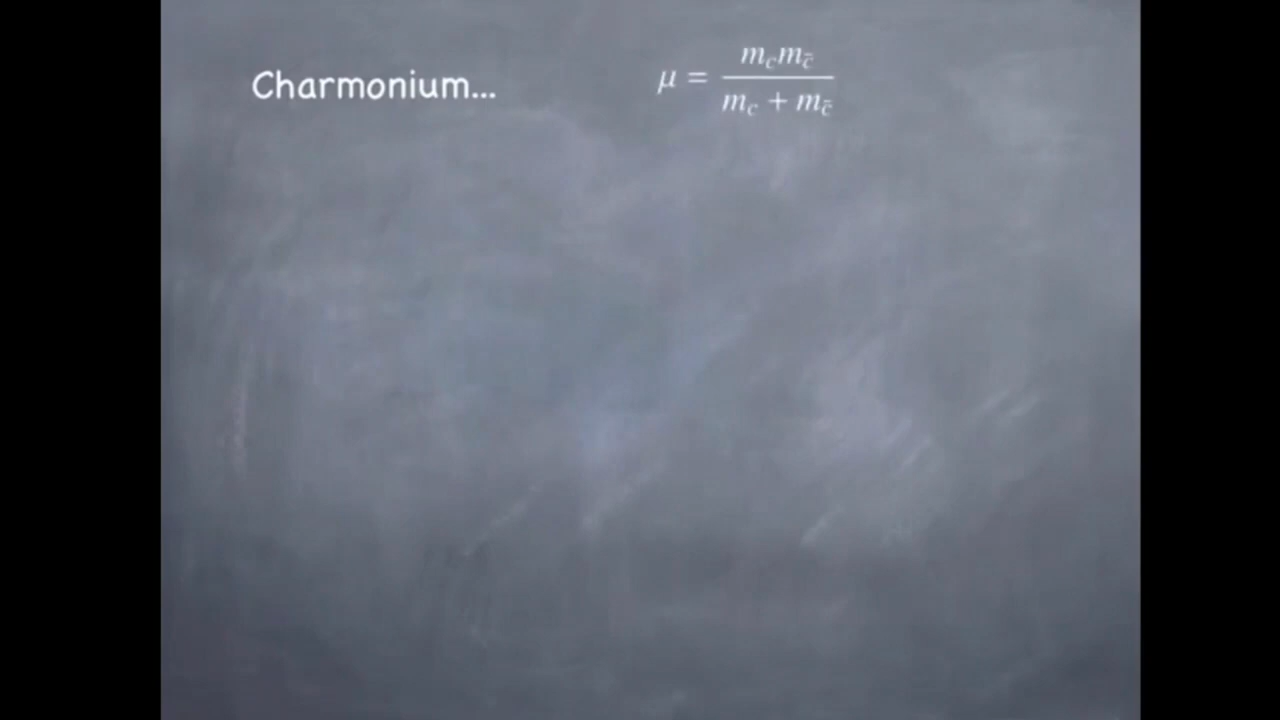 Charmonium...
μ = m_c m_c̄ / (m_c + m_c̄)